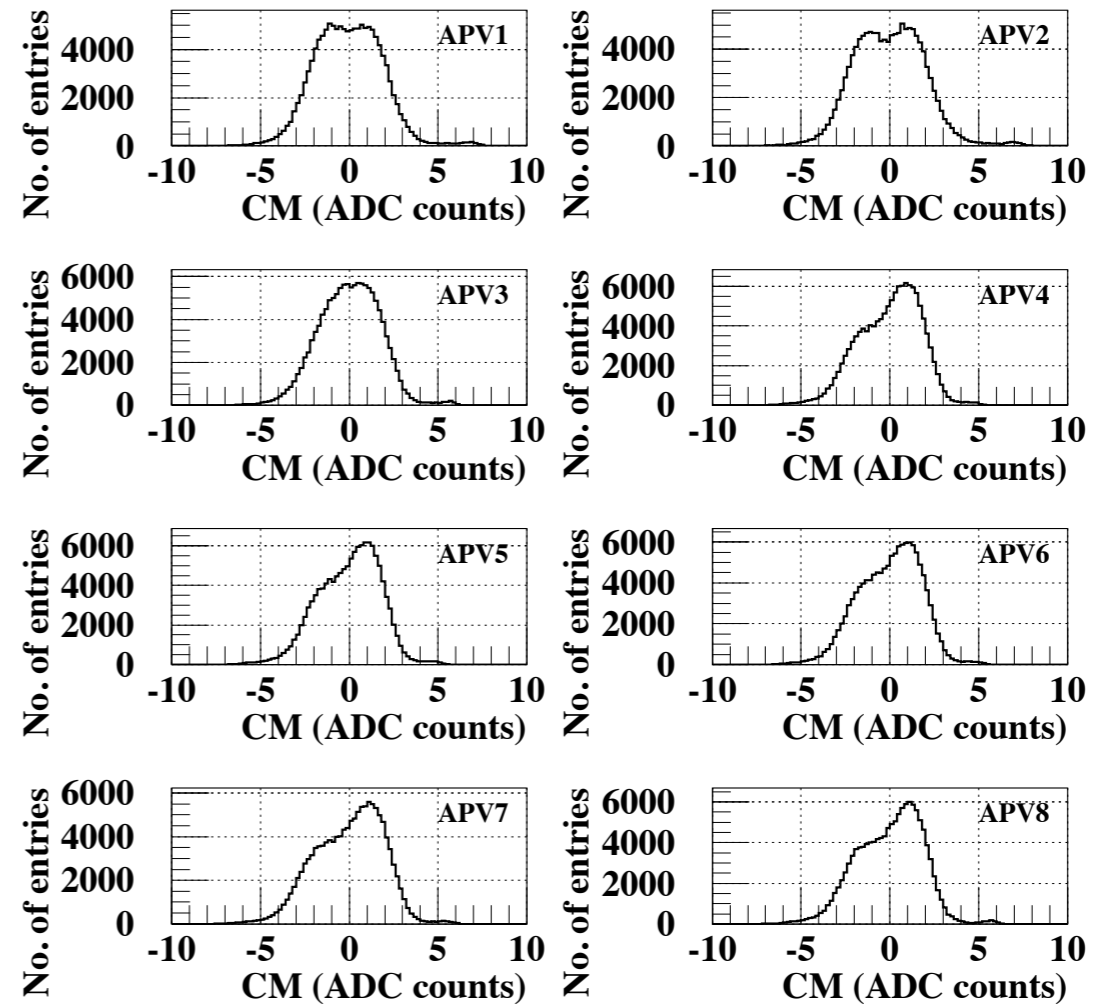 No. of entries
4000
2000
0
APV1
-10 -5 0 5 10
CM (ADC counts)
No. of entries
4000
2000
0
APV2
-10 -5 0 5 10
CM (ADC counts)
No. of entries
6000
4000
2000
0
APV3
-10 -5 0 5 10
CM (ADC counts)
No. of entries
6000
4000
2000
0
APV4
-10 -5 0 5 10
CM (ADC counts)
No. of entries
6000
4000
2000
0
APV5
-10 -5 0 5 10
CM (ADC counts)
No. of entries
6000
4000
2000
0
APV6
-10 -5 0 5 10
CM (ADC counts)
No. of entries
6000
4000
2000
0
APV7
-10 -5 0 5 10
CM (ADC counts)
No. of entries
6000
4000
2000
0
APV8
-10 -5 0 5 10
CM (ADC counts)